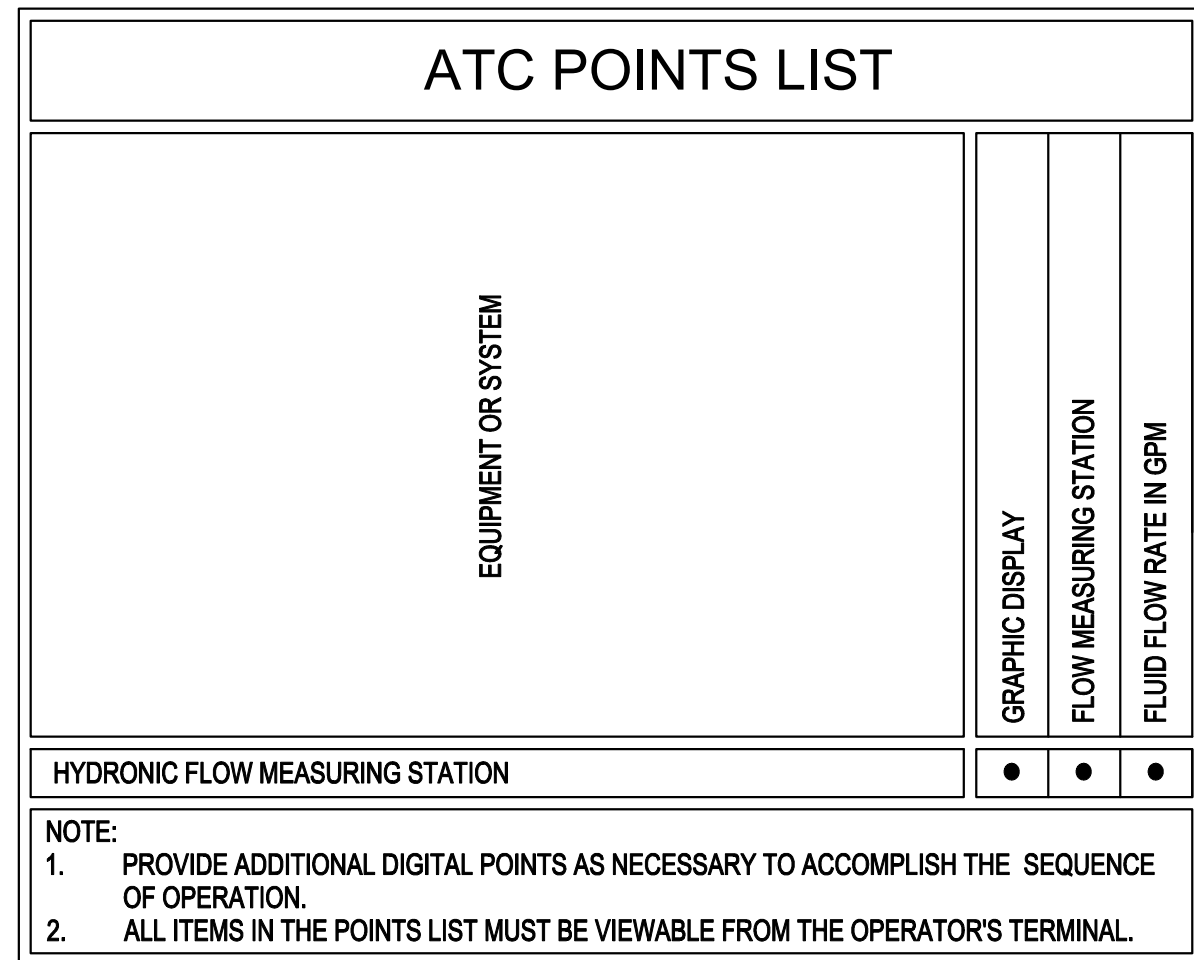 ATC POINTS LIST
EQUIPMENT OR SYSTEM
GRAPHIC DISPLAY
FLOW MEASURING STATION
FLUID FLOW RATE IN GPM
HYDRONIC FLOW MEASURING STATION ● ● ●
NOTE:
1. PROVIDE ADDITIONAL DIGITAL POINTS AS NECESSARY TO ACCOMPLISH THE SEQUENCE
OF OPERATION.
2. ALL ITEMS IN THE POINTS LIST MUST BE VIEWABLE FROM THE OPERATOR'S TERMINAL.